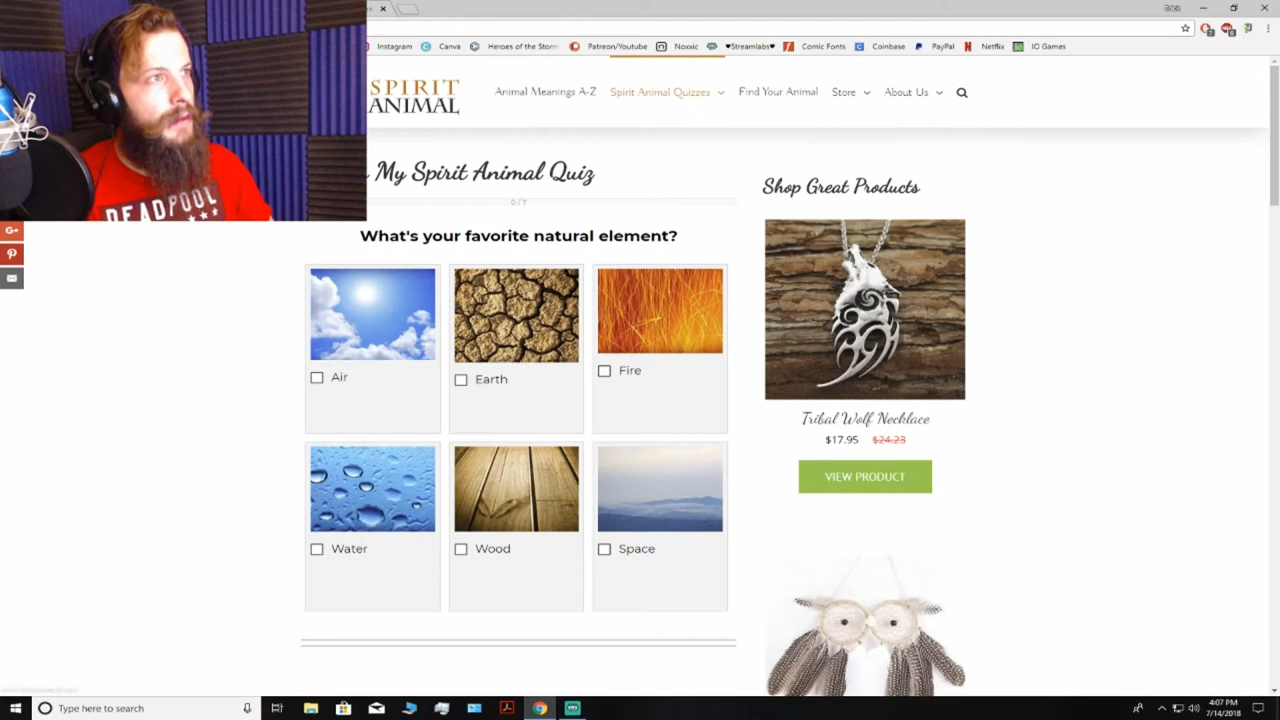 Instagram
Canva
Heroes of the Storm
Patreon/Youtube
Noxxic
♥Streamlabs♥
Comic Fonts
Coinbase
PayPal
Netflix
IO Games
SPIRIT
ANIMAL
Animal Meanings A-Z
Spirit Animal Quizzes
Find Your Animal
Store
About Us
My Spirit Animal Quiz
0 / 7
What's your favorite natural element?
Air
Earth
Fire
Water
Wood
Space
Shop Great Products
Tribal Wolf Necklace
$17.95 $24.23
VIEW PRODUCT
DEADPOOL
G+
Type here to search
4:07 PM
7/14/2018